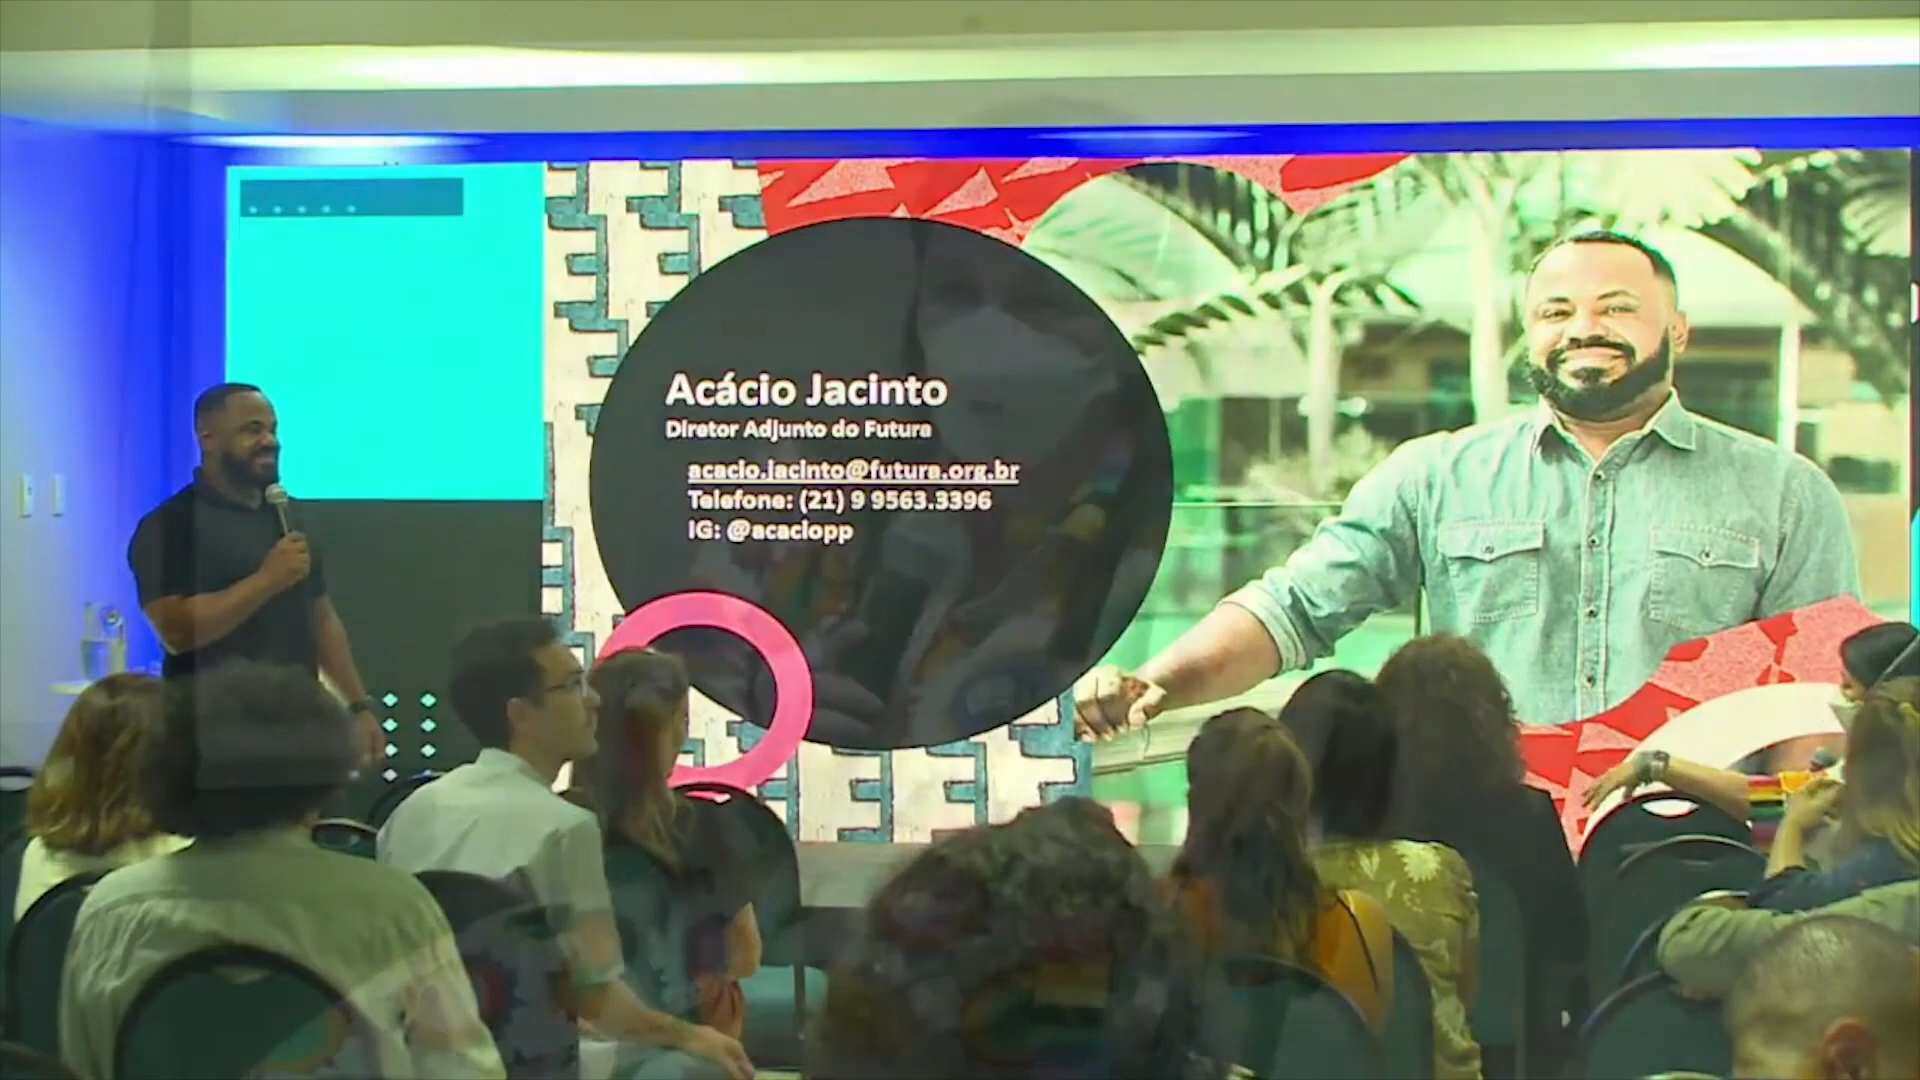 Acácio Jacinto
Diretor Adjunto do Futura
acacio.jacinto@futura.org.br
Telefone: (21) 9 9563.3396
IG: @acaciopp